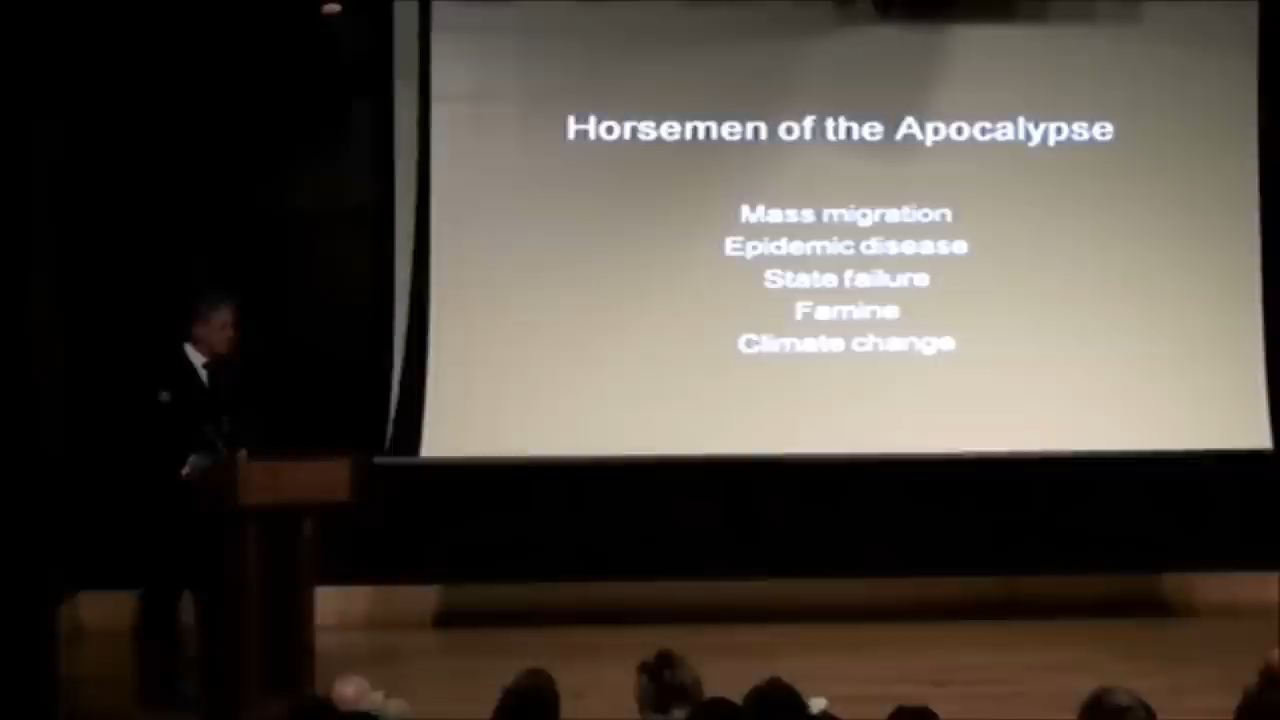 Horsemen of the Apocalypse
Mass migration
Epidemic disease
State failure
Famine
Climate change